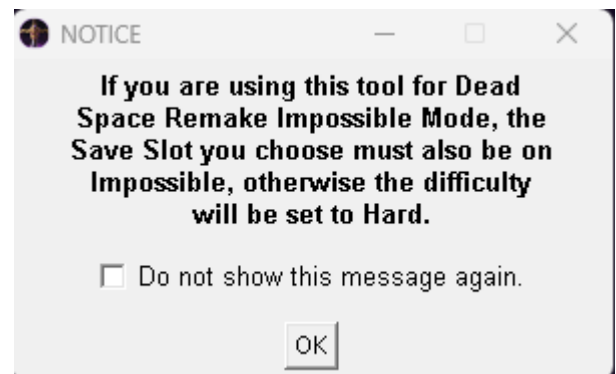 NOTICE
If you are using this tool for Dead
Space Remake Impossible Mode, the
Save Slot you choose must also be on
Impossible, otherwise the difficulty
will be set to Hard.
Do not show this message again.
OK